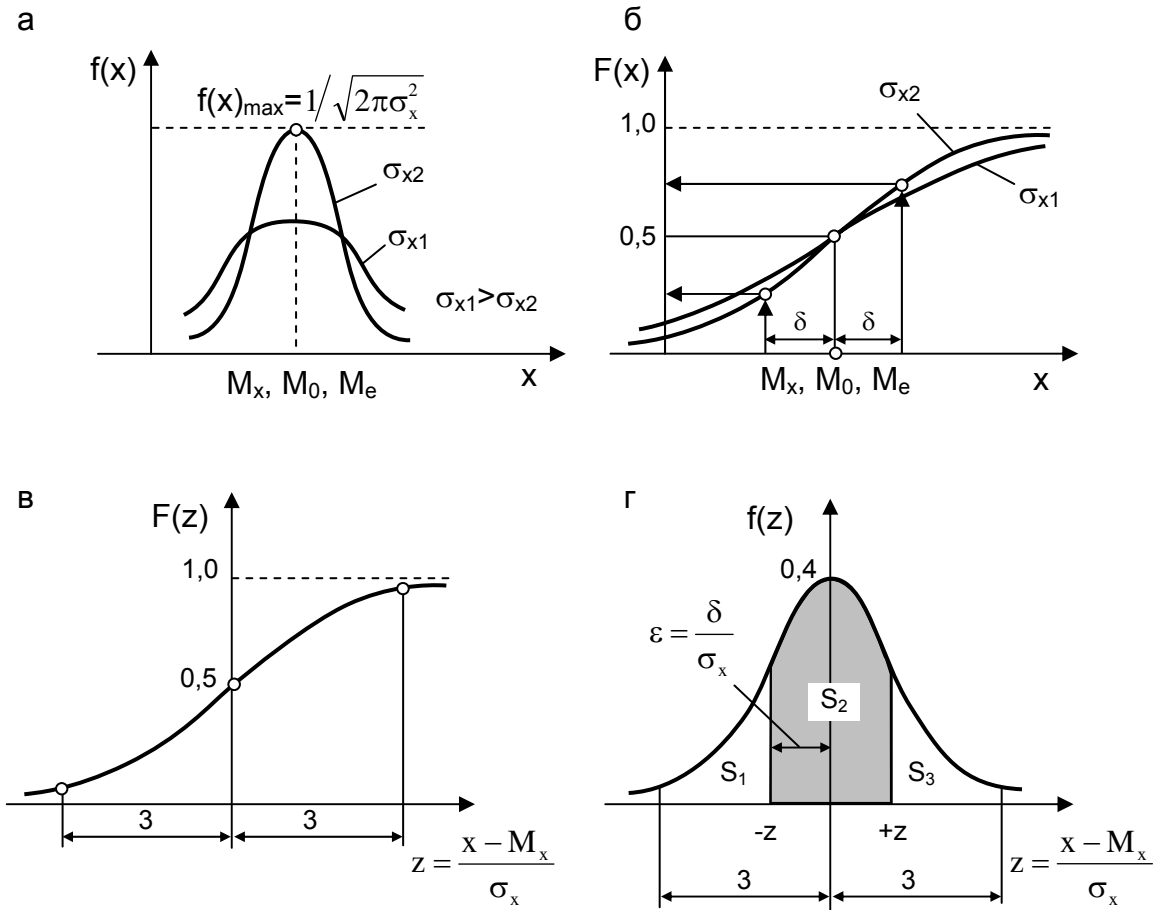 а
f(x)
f(x)max=1/√2πσx²
σx2
σx1
σx1>σx2
x
Mx, M0, Me
б
F(x)
σx2
1,0
σx1
0,5
δ δ
Mx, M0, Me
x
в
F(z)
1,0
0,5
3 3
z = (x – Mx)/σx
г
f(z)
0,4
ε = δ/σx
S2
S1
S3
-z +z
3 3
z = (x – Mx)/σx